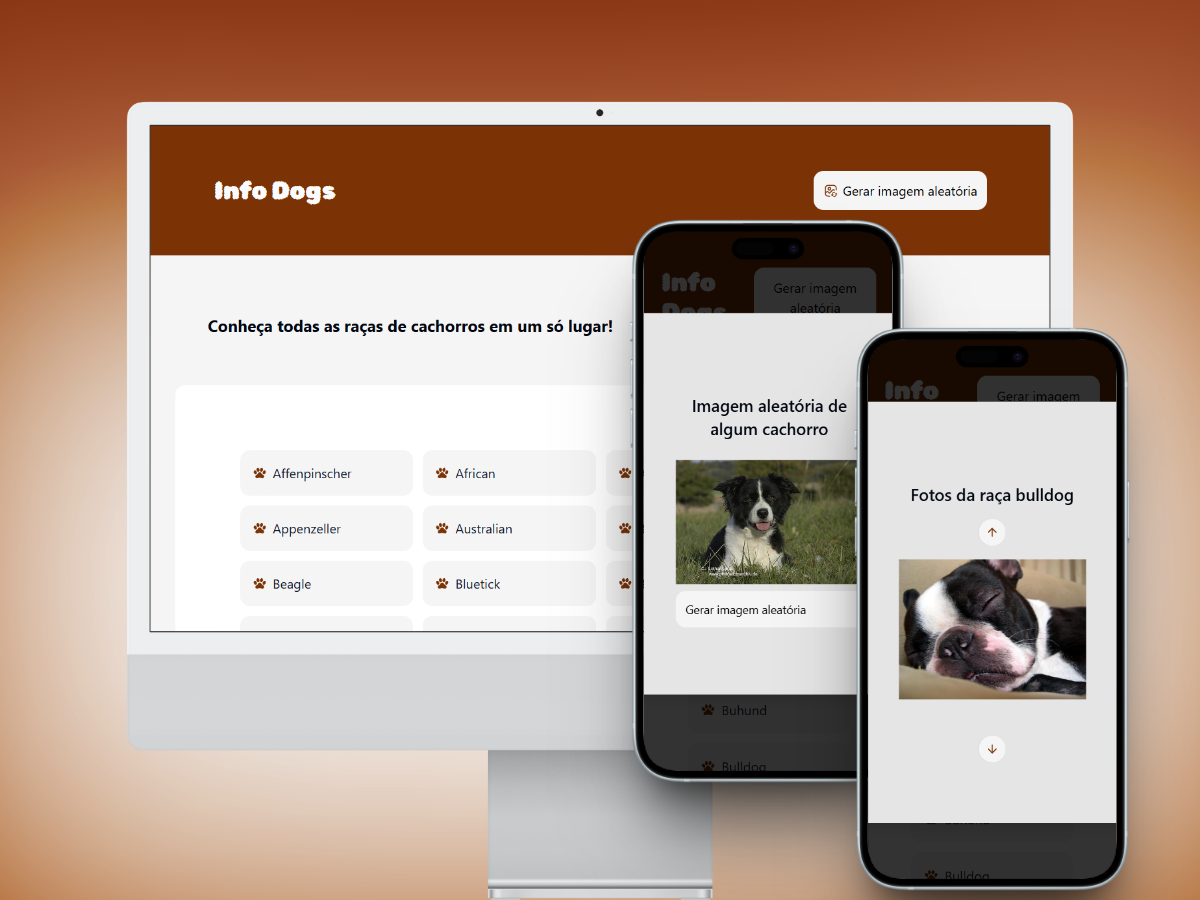 Info Dogs
Gerar imagem aleatória
Conheça todas as raças de cachorros em um só lugar!
Affenpinscher
African
Appenzeller
Australian
Beagle
Bluetick
Info
Dogs
Gerar imagem
aleatória
Imagem aleatória de
algum cachorro
Gerar imagem aleatória
Buhund
Bulldog
Info
Gerar imagem
Fotos da raça bulldog
Bulldog